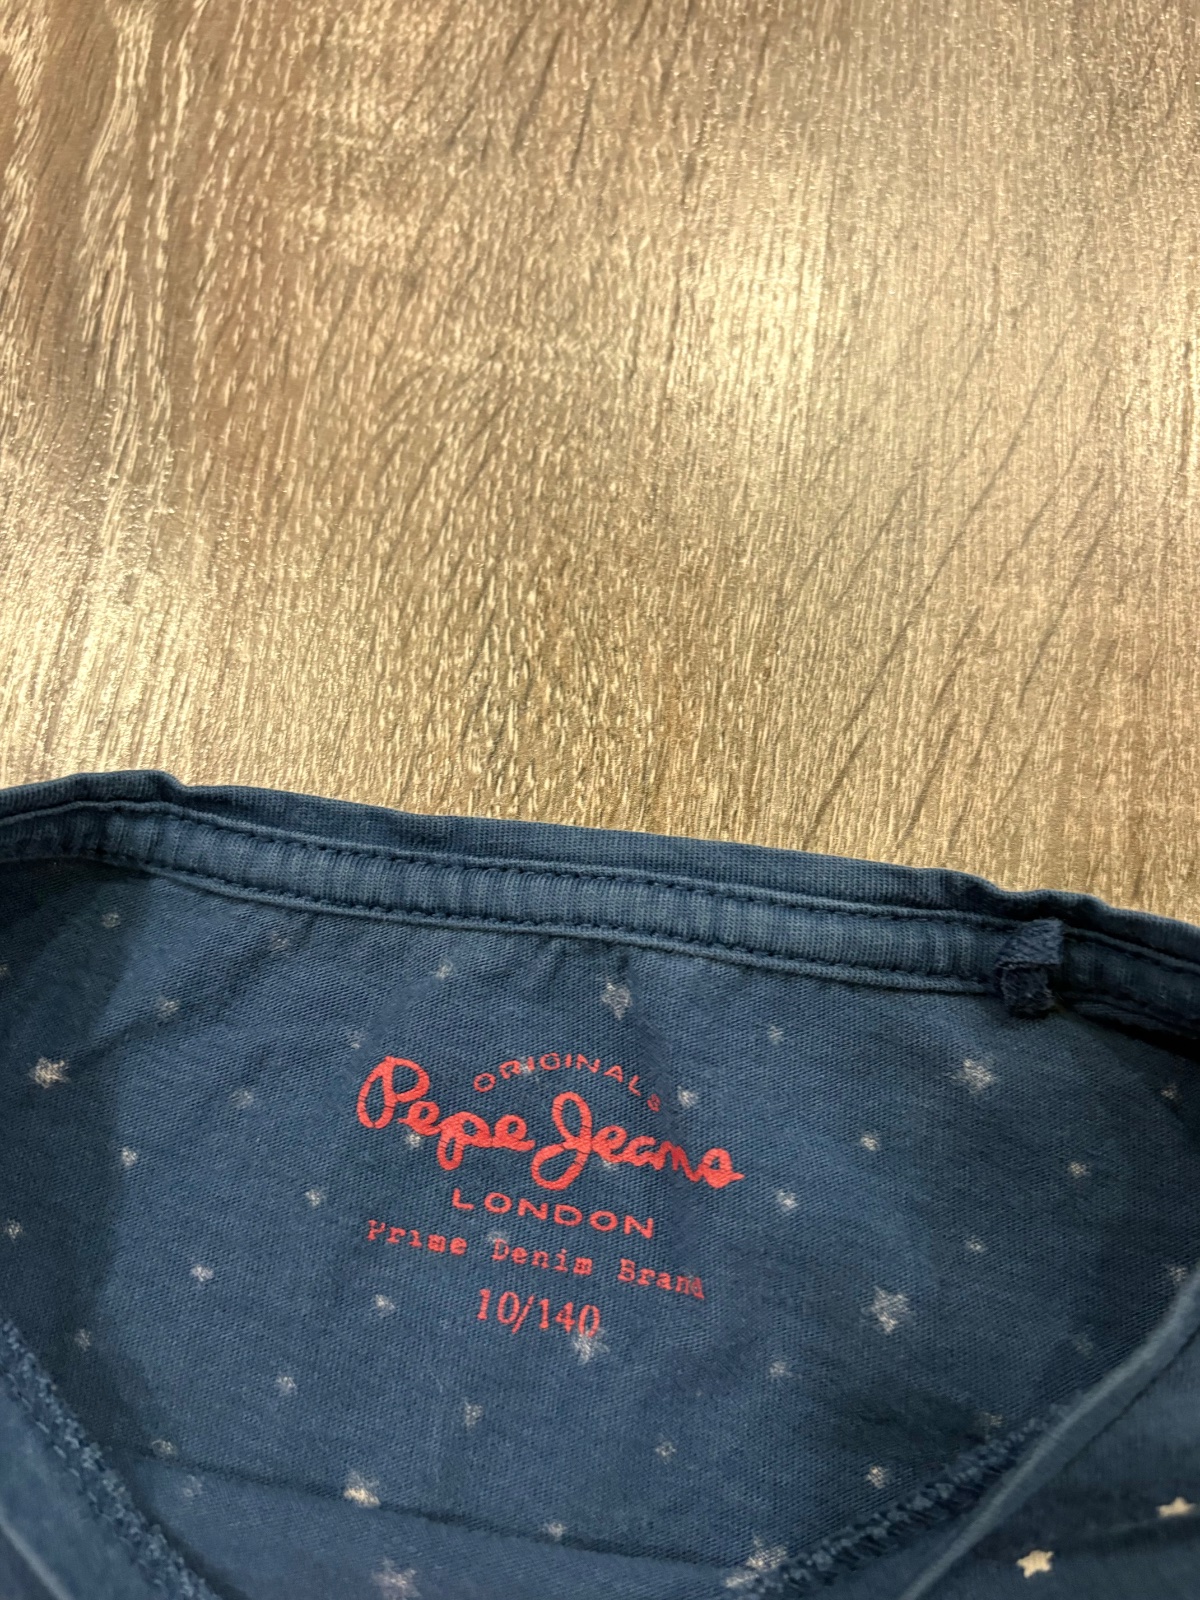 ORIGINALS
Pepe Jeans
LONDON
Prime Denim Brand
10/140